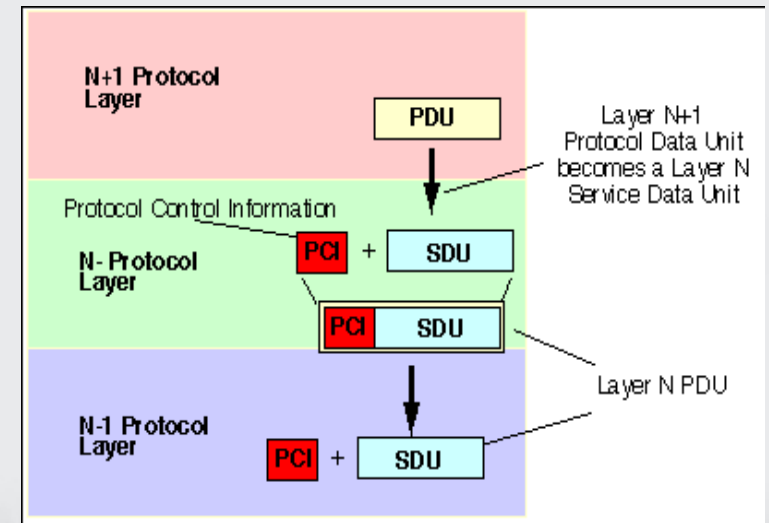 N+1 Protocol
Layer
PDU
Layer N+1
Protocol Data Unit
becomes a Layer N
Service Data Unit
Protocol Control Information
PCI + SDU
N- Protocol
Layer
PCI SDU
Layer N PDU
N-1 Protocol
Layer
PCI + SDU